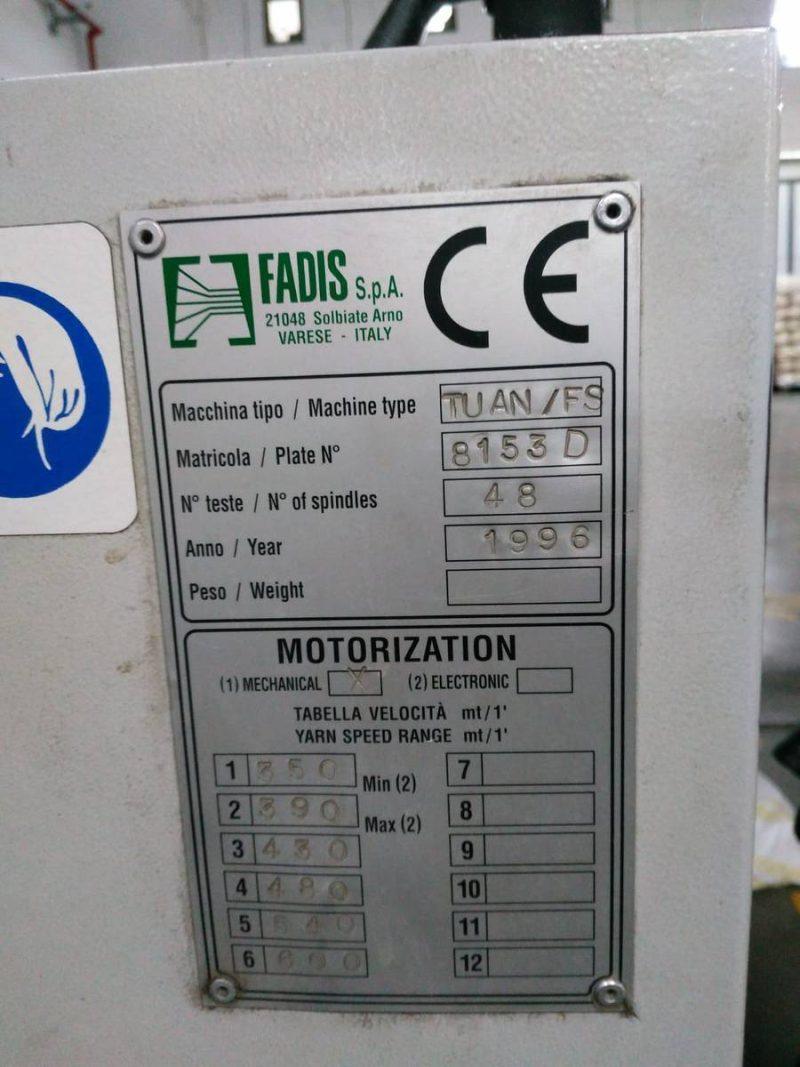 FADIS S.p.A.
21048 Solbiate Arno
VARESE - ITALY
CE
Macchina tipo / Machine type TUAN/FS
Matricola / Plate N° 8153 D
N° teste / N° of spindles 48
Anno / Year 1996
Peso / Weight
MOTORIZATION
(1) MECHANICAL X (2) ELECTRONIC
TABELLA VELOCITÀ mt/1'
YARN SPEED RANGE mt/1'
1 350 Min (2) 7
2 390 Max (2) 8
3 430 9
4 480 10
5 540 11
6 600 12